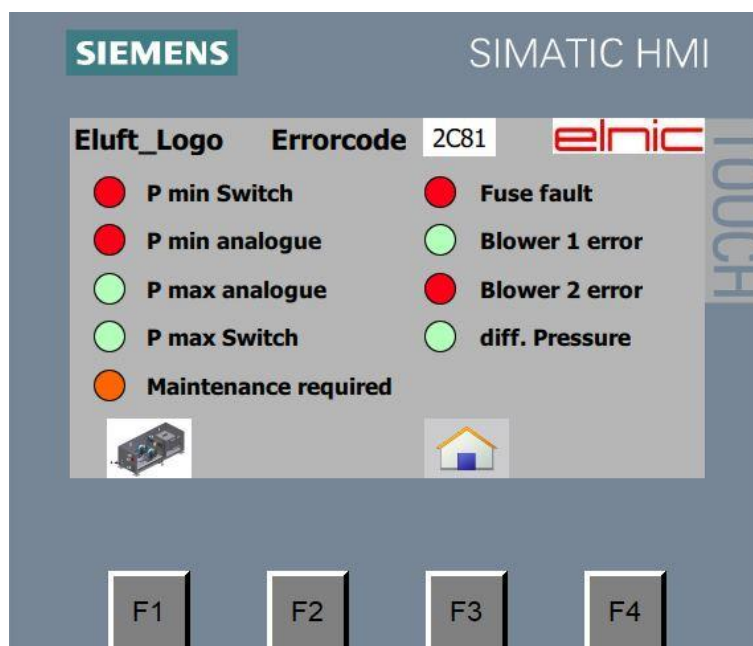 SIEMENS
SIMATIC HMI
TOUCH
Eluft_Logo Errorcode 2C81 elnic
P min Switch Fuse fault
P min analogue Blower 1 error
P max analogue Blower 2 error
P max Switch diff. Pressure
Maintenance required
F1 F2 F3 F4